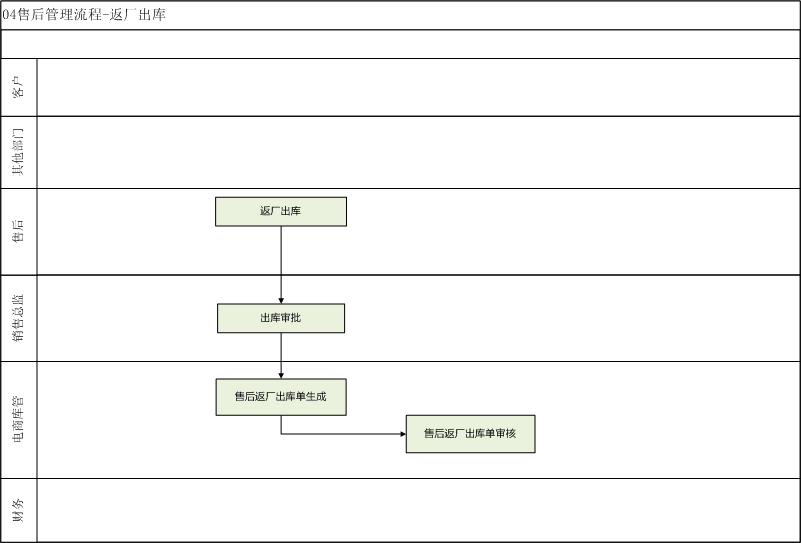 04售后管理流程-返厂出库
客户
其他部门
售后
返厂出库
销售总监
出库审批
电商库管
售后返厂出库单生成
售后返厂出库单审核
财务